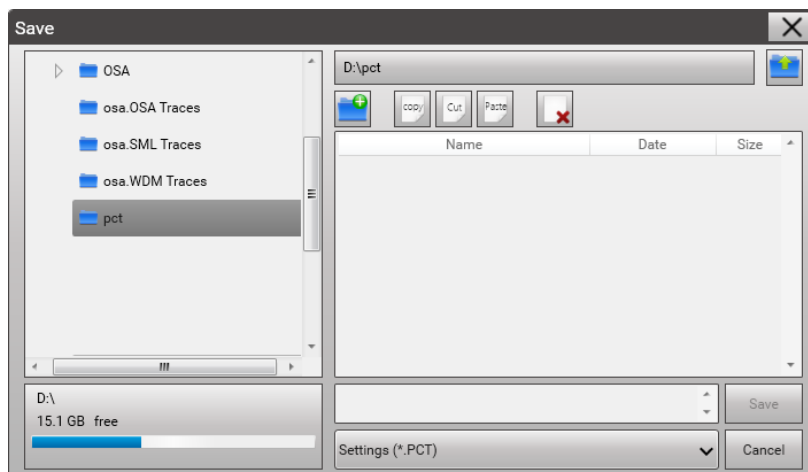 Save
OSA
osa.OSA Traces
osa.SML Traces
osa.WDM Traces
pct
D:\
15.1 GB free
D:\pct
copy Cut Paste
Name Date Size
Save
Settings (*.PCT)
Cancel